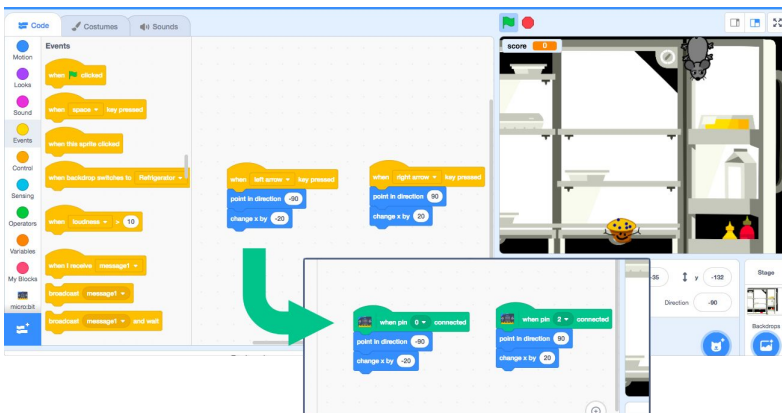 Code
Costumes
Sounds
Motion
Looks
Sound
Events
Control
Sensing
Operators
Variables
My Blocks
micro:bit
Events
when clicked
when space key pressed
when this sprite clicked
when backdrop switches to Refrigerator
when loudness > 10
when I receive message1
broadcast message1
broadcast message1 and wait
when left arrow key pressed
point in direction -90
change x by -20
when right arrow key pressed
point in direction 90
change x by 20
when pin 0 connected
point in direction -90
change x by -20
when pin 2 connected
point in direction 90
change x by 20
score 0
y -132
Direction -90
Stage
Backdrops